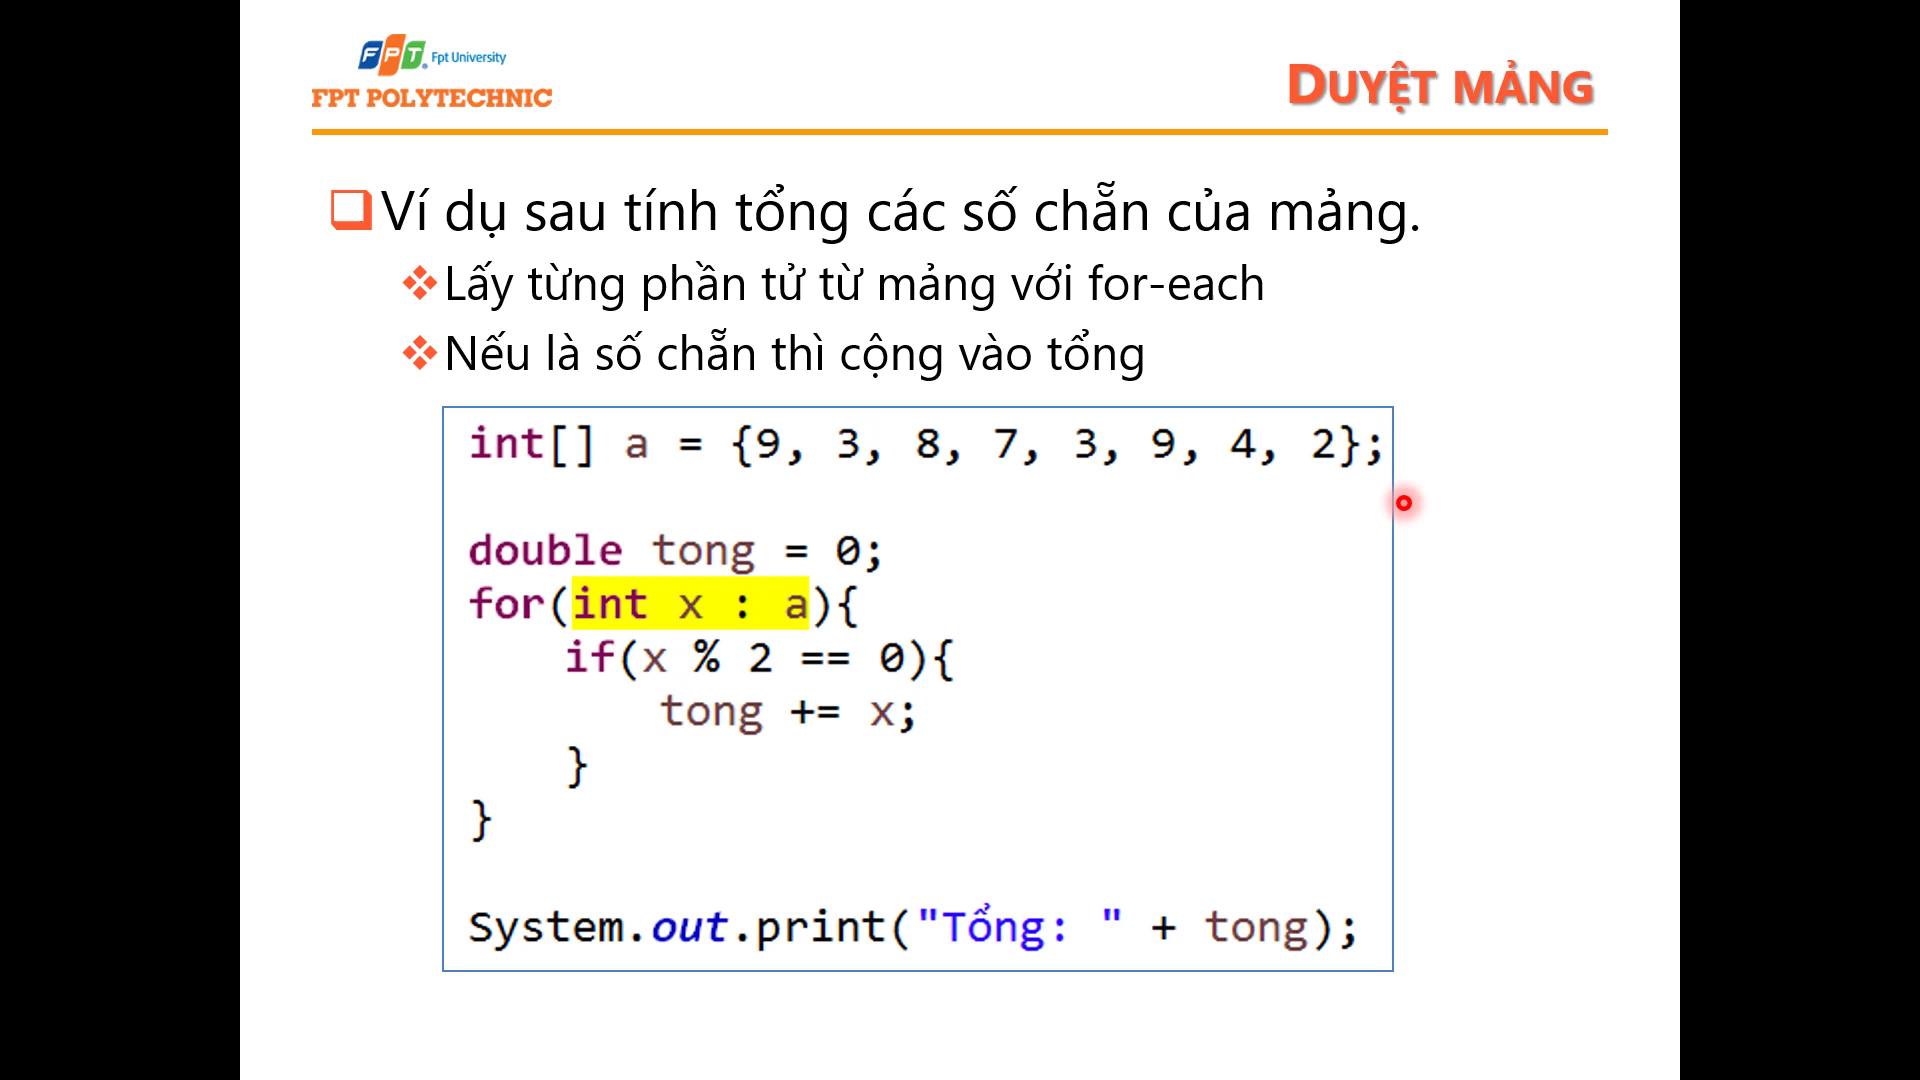 FPT. Fpt University
FPT POLYTECHNIC
DUYỆT MẢNG
Ví dụ sau tính tổng các số chẵn của mảng.
Lấy từng phần tử từ mảng với for-each
Nếu là số chẵn thì cộng vào tổng
int[] a = {9, 3, 8, 7, 3, 9, 4, 2};
double tong = 0;
for(int x : a){
if(x % 2 == 0){
tong += x;
}
}
System.out.print("Tổng: " + tong);